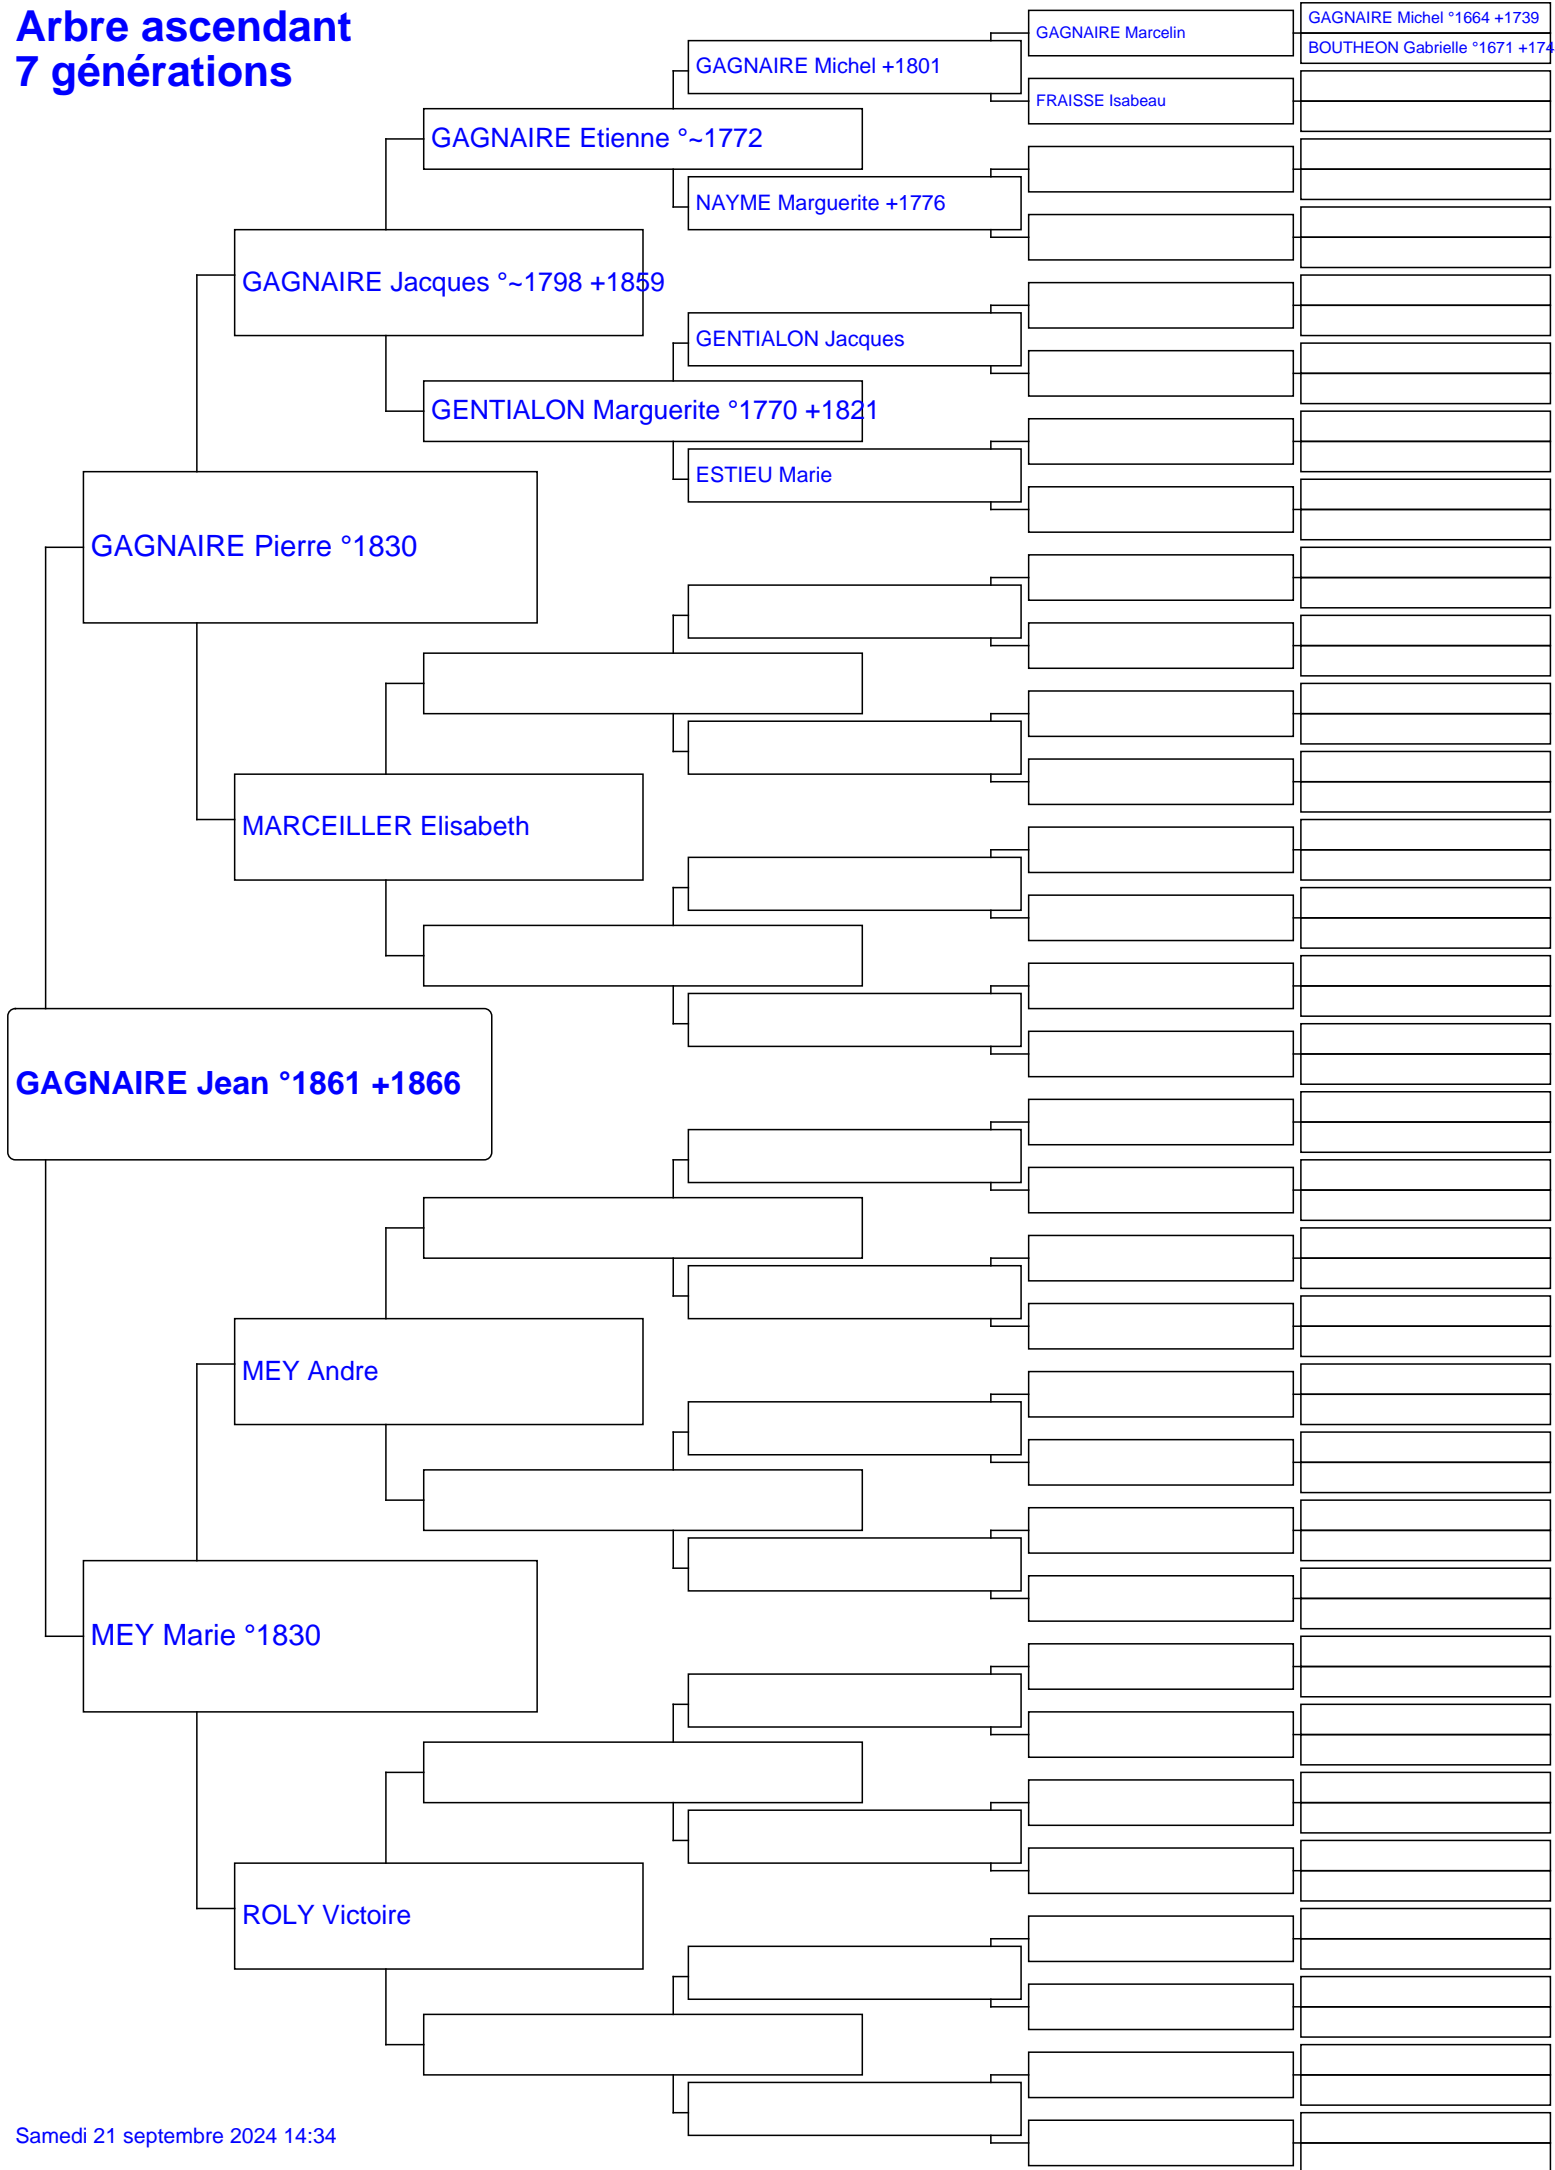 Arbre ascendant
7 générations
GAGNAIRE Marcelin
GAGNAIRE Michel °1664 +1739
BOUTHEON Gabrielle °1671 +174
GAGNAIRE Michel +1801
FRAISSE Isabeau
GAGNAIRE Etienne °~1772
NAYME Marguerite +1776
GAGNAIRE Jacques °~1798 +1859
GENTIALON Jacques
GENTIALON Marguerite °1770 +1821
ESTIEU Marie
GAGNAIRE Pierre °1830
MARCEILLER Elisabeth
GAGNAIRE Jean °1861 +1866
MEY Andre
MEY Marie °1830
ROLY Victoire
Samedi 21 septembre 2024 14:34